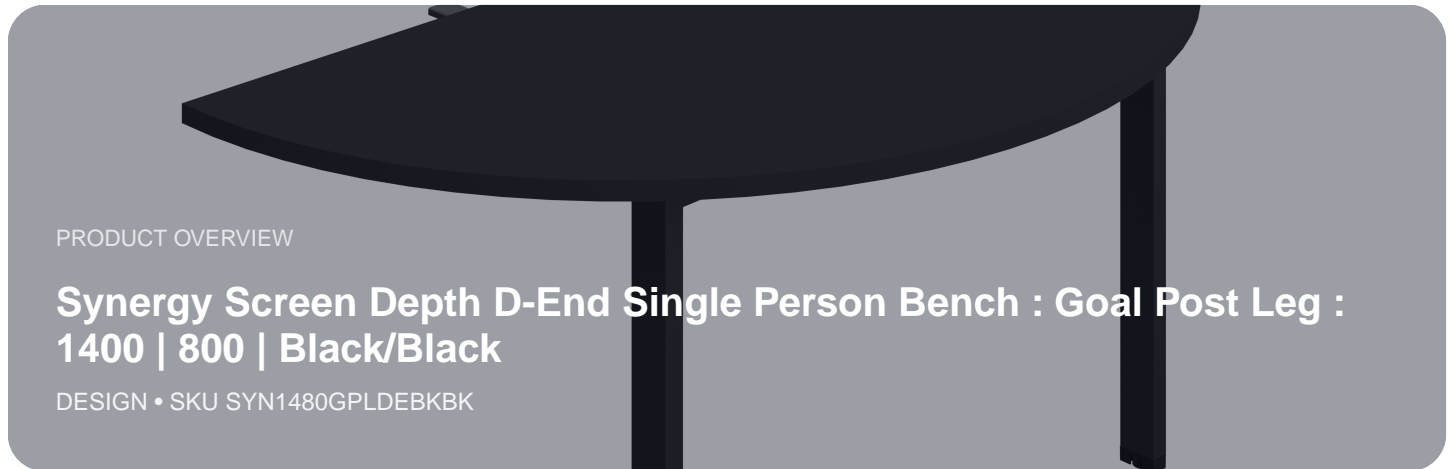 PRODUCT OVERVIEW
Synergy Screen Depth D-End Single Person Bench : Goal Post Leg :
1400 | 800 | Black/Black
DESIGN • SKU SYN1480GPLDEBKBK